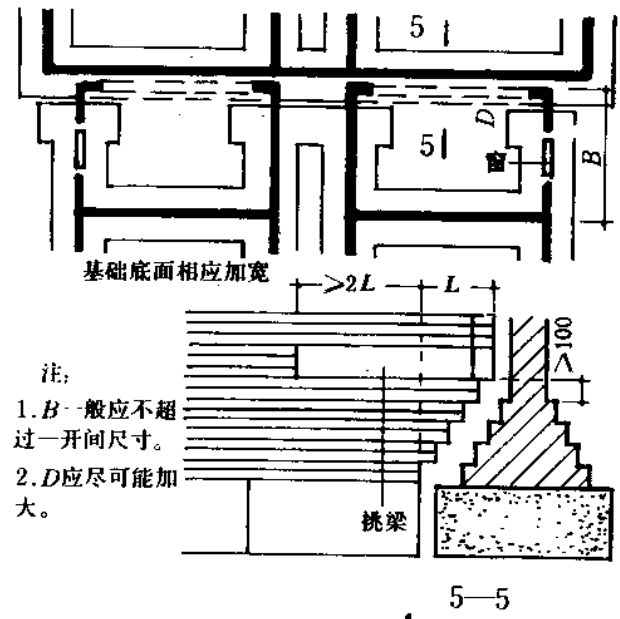 5
D
5
B
基础底面相应加宽
>2L
L
>100
注:
1.B一般应不超
过一开间尺寸。
2.D应尽可能加
大。
挑梁
5—5